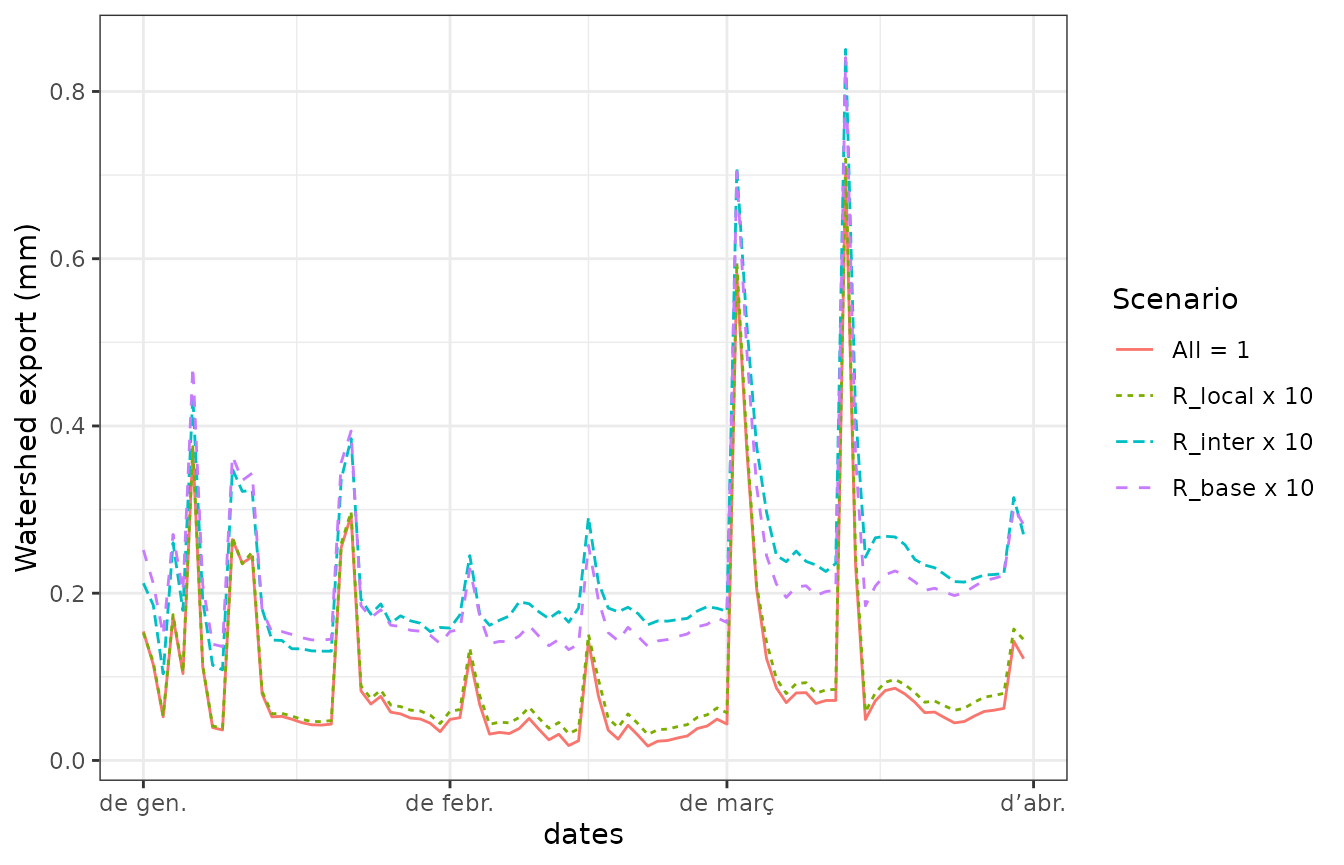 0.8
0.6
0.4
0.2
0.0
Watershed export (mm)
de gen.
de febr.
de març
d’abr.
dates
Scenario
All = 1
R_local x 10
R_inter x 10
R_base x 10